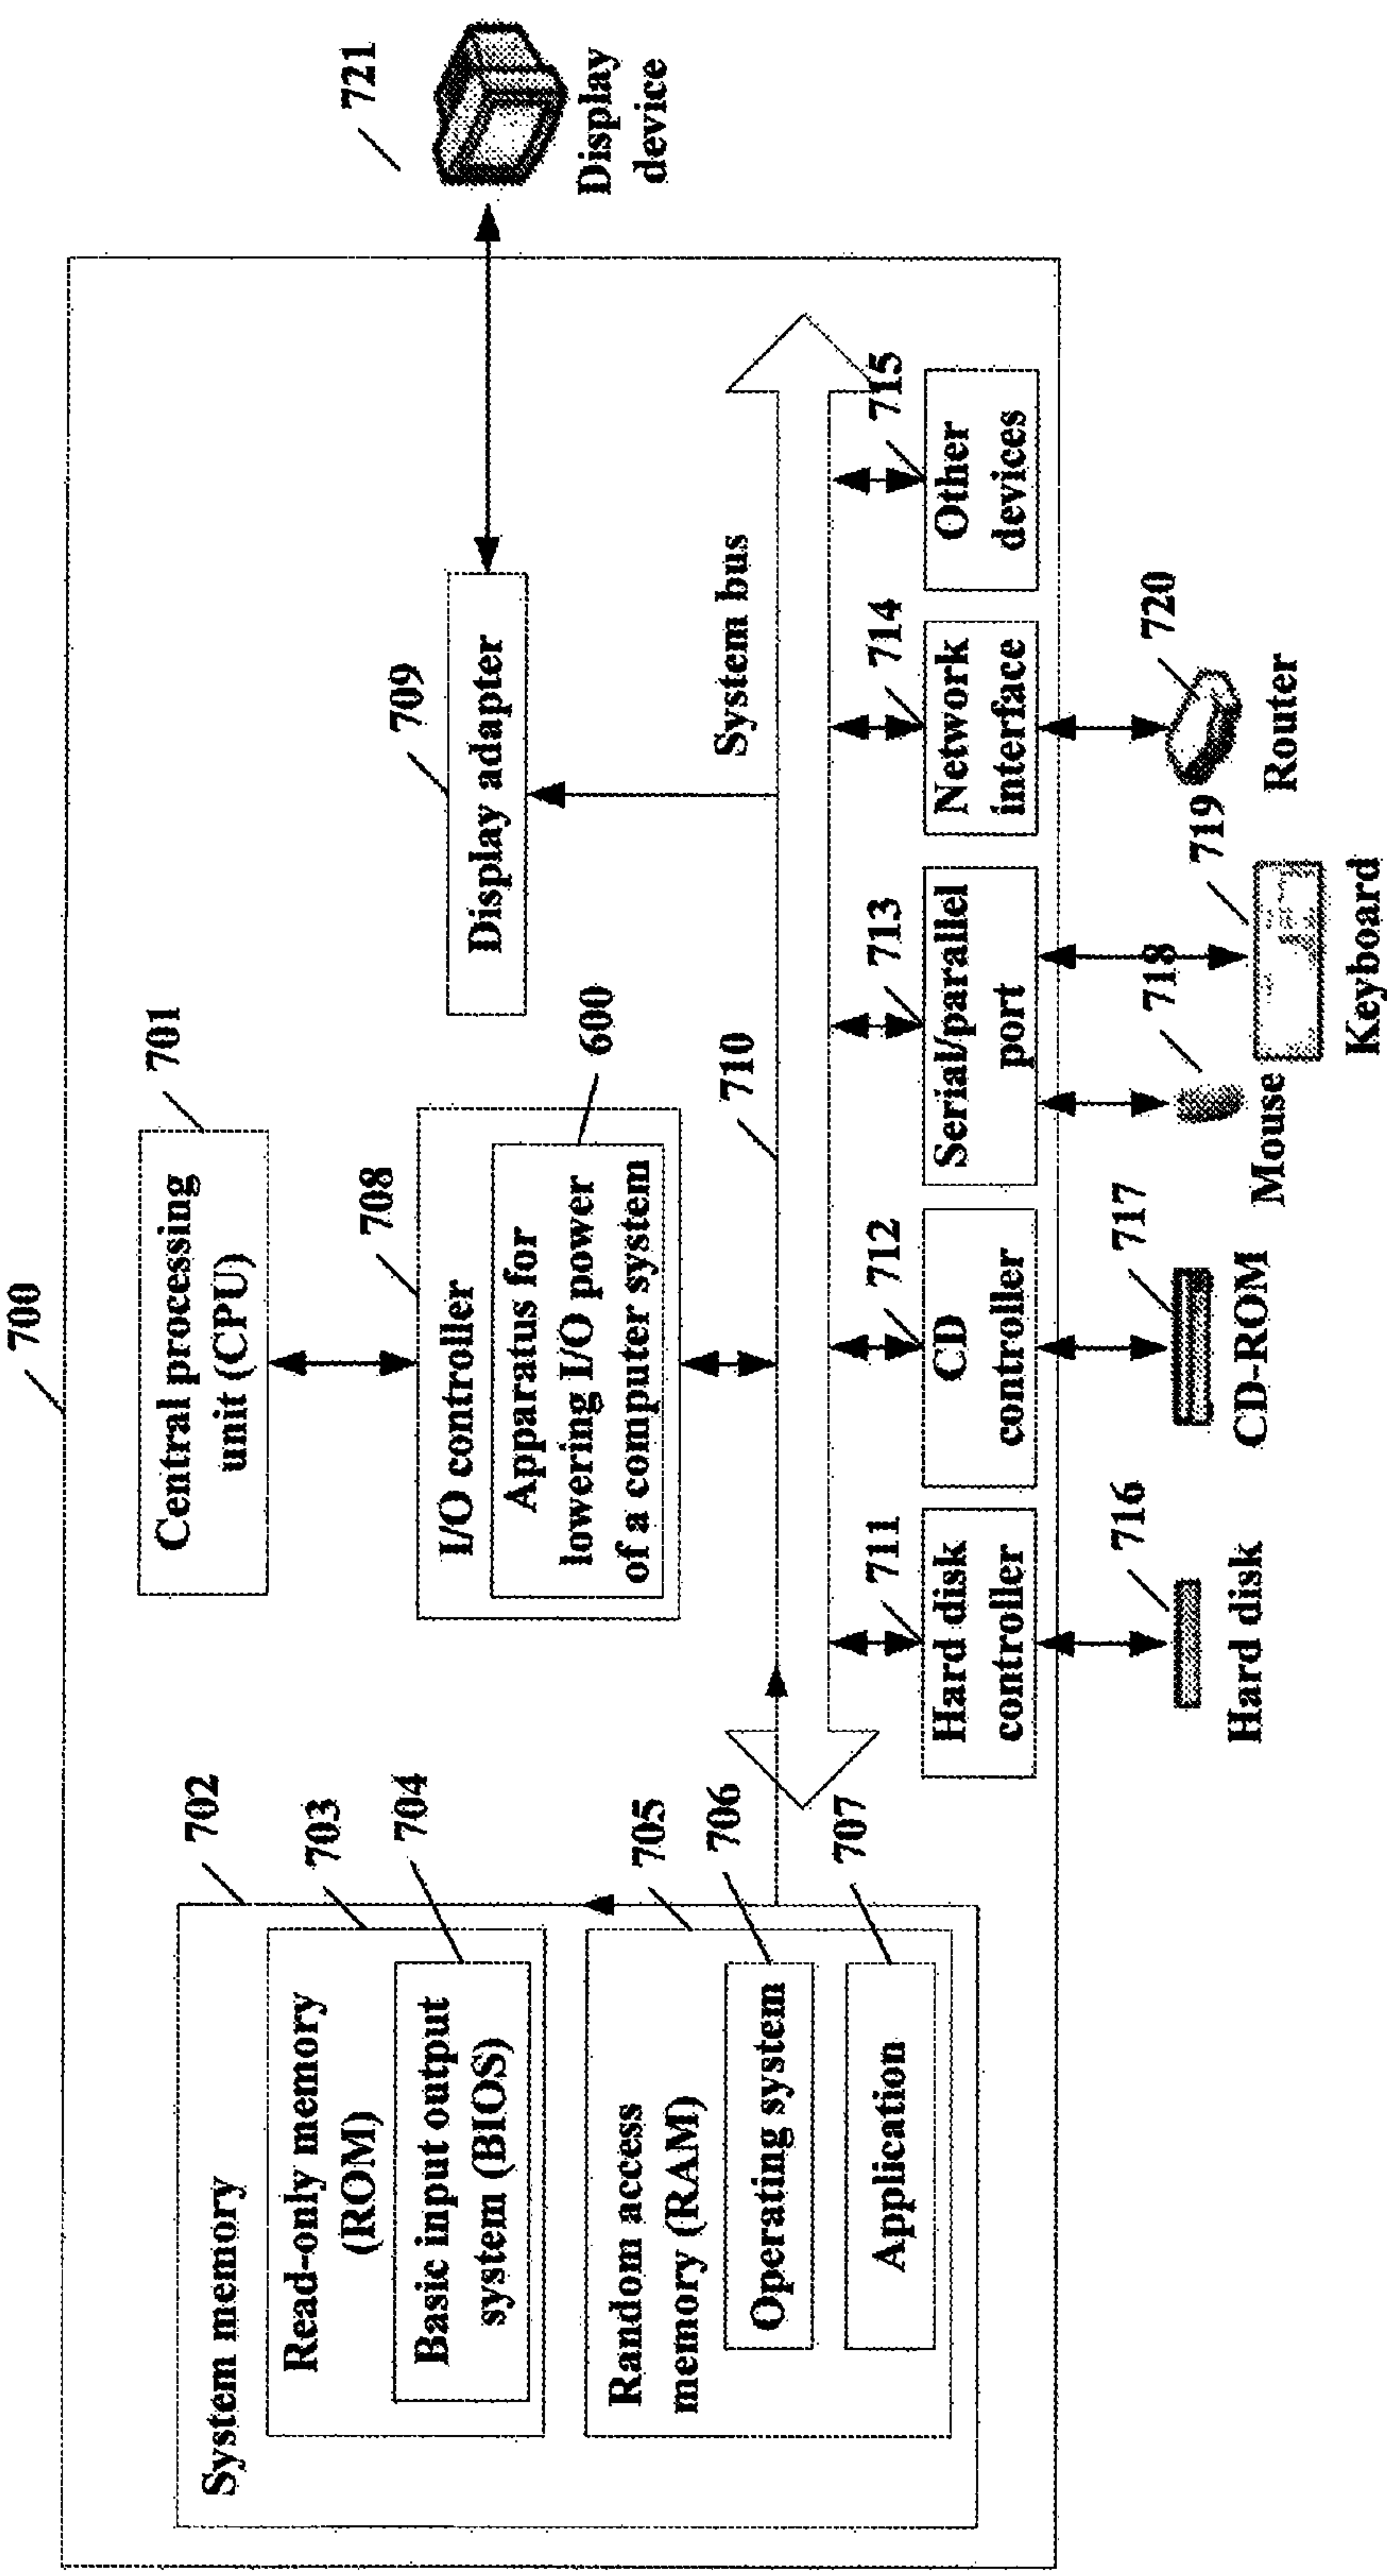 700
701
Central processing
unit (CPU)
702
System memory
703
Read-only memory
(ROM)
704
Basic input output
system (BIOS)
705
Random access
memory (RAM)
706
Operating system
707
Application
708
I/O controller
600
Apparatus for
lowering I/O power
of a computer system
709
Display adapter
721
Display
device
710
System bus
711
Hard disk
controller
712
CD
controller
713
Serial/parallel
port
714
Network
interface
715
Other
devices
716
Hard disk
717
CD-ROM
718
Mouse
719
Keyboard
720
Router